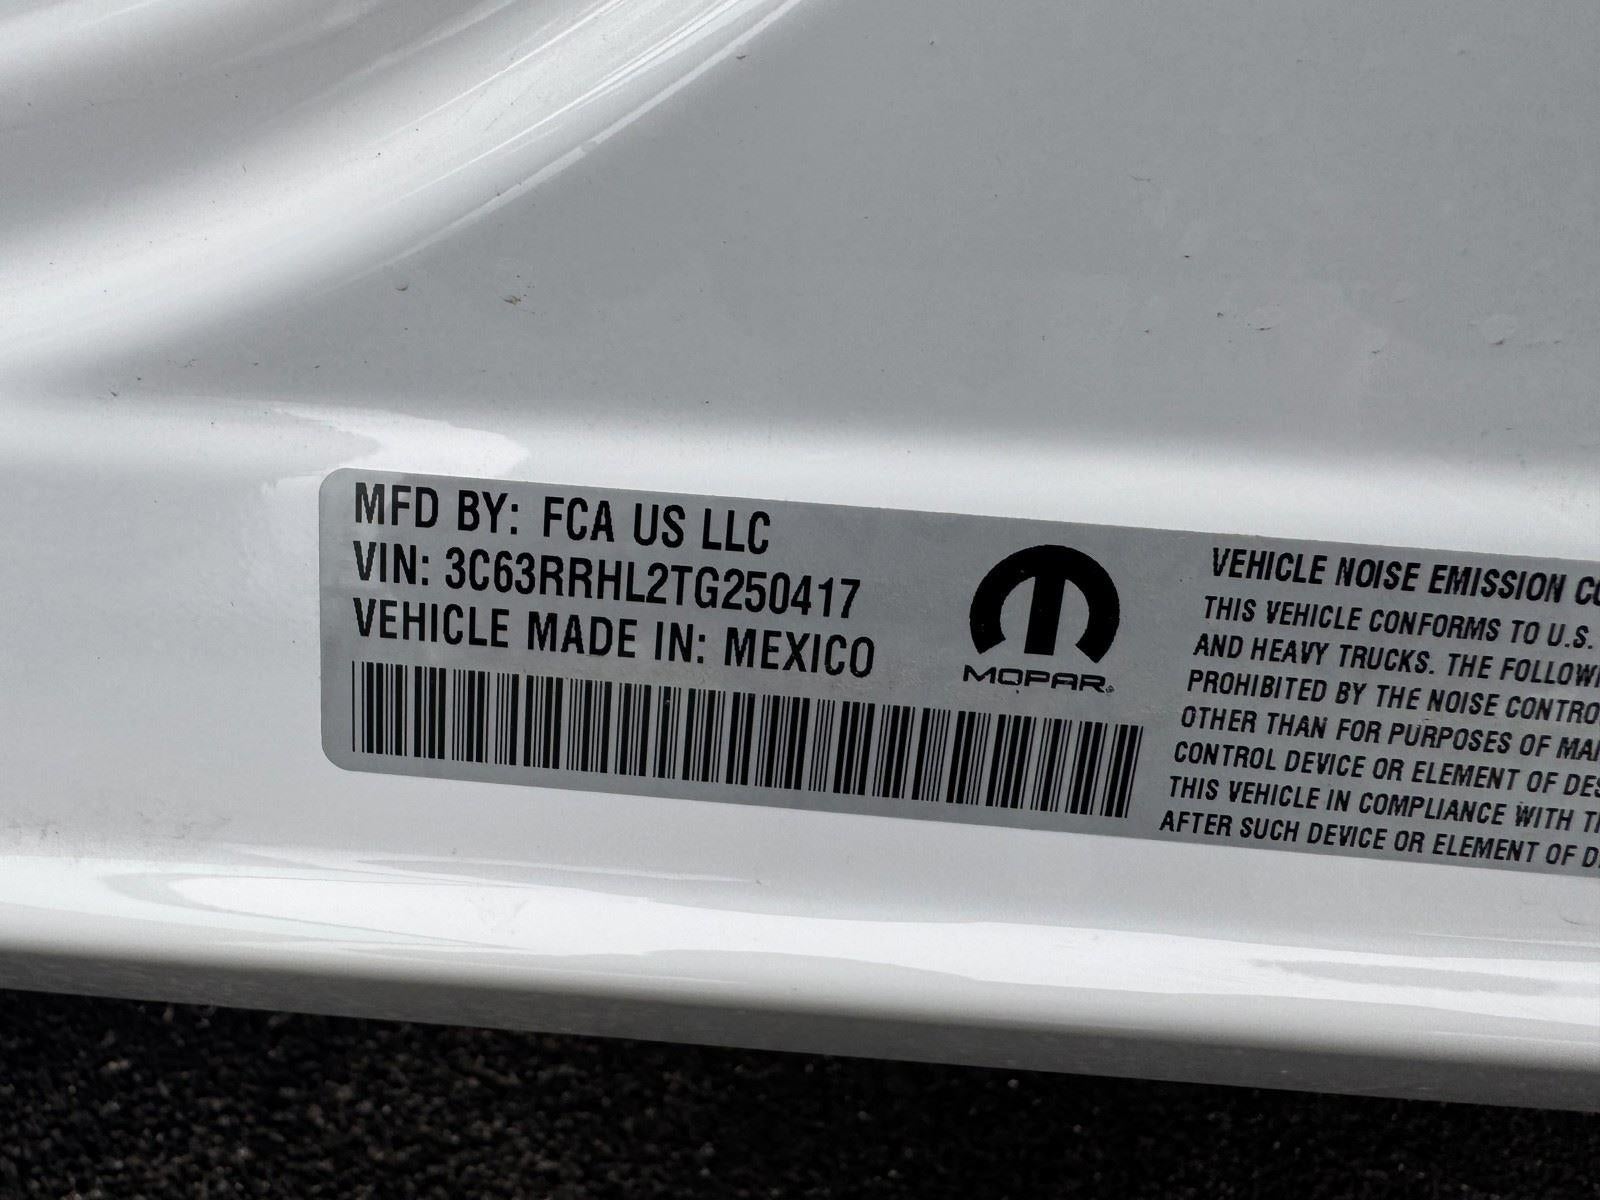 MFD BY: FCA US LLC
VIN: 3C63RRHL2TG250417
VEHICLE MADE IN: MEXICO
MOPAR®
VEHICLE NOISE EMISSION
THIS VEHICLE CONFORMS TO U.S.
AND HEAVY TRUCKS. THE
PROHIBITED BY THE NOISE
OTHER THAN FOR PURPOSES OF
CONTROL DEVICE OR ELEMENT OF
THIS VEHICLE IN COMPLIANCE WITH
AFTER SUCH DEVICE OR ELEMENT OF